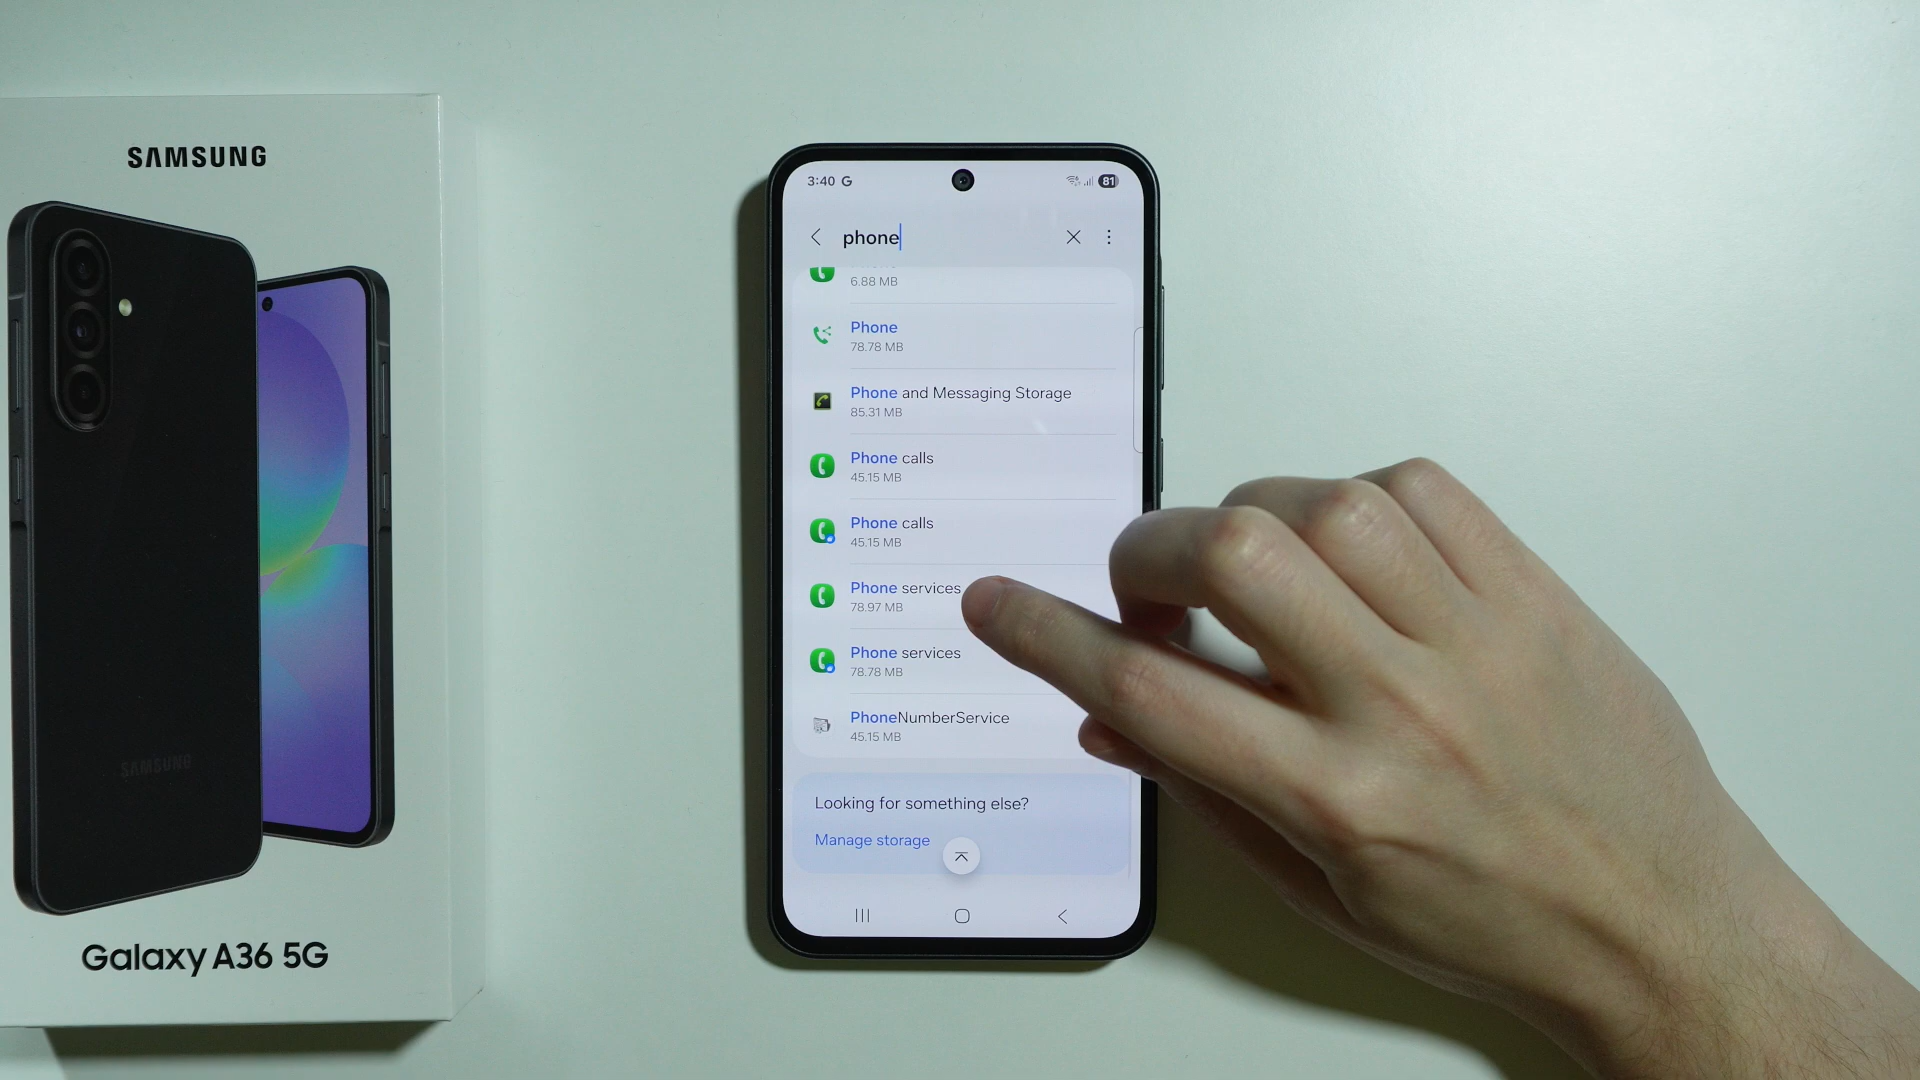 SAMSUNG
SAMSUNG
Galaxy A36 5G
3:40 G
81
phone
6.88 MB
Phone
78.78 MB
Phone and Messaging Storage
85.31 MB
Phone calls
45.15 MB
Phone calls
45.15 MB
Phone services
78.97 MB
Phone services
78.78 MB
PhoneNumberService
45.15 MB
Looking for something else?
Manage storage